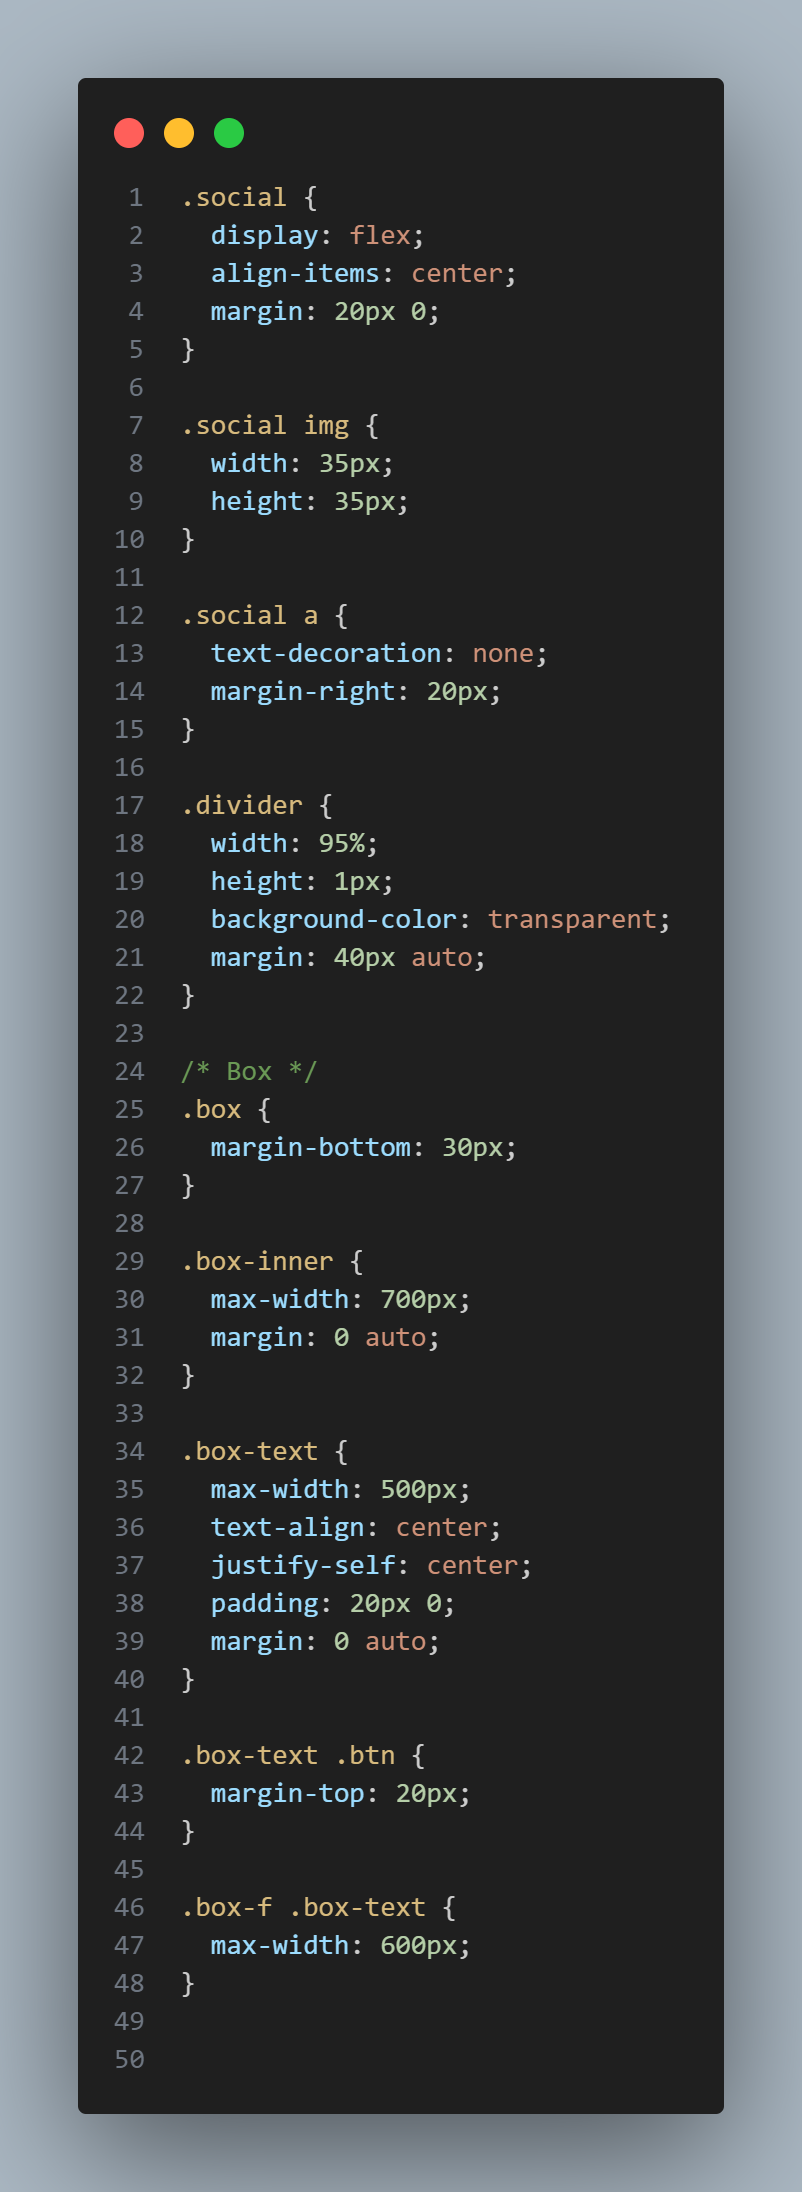 1 .social {
2   display: flex;
3   align-items: center;
4   margin: 20px 0;
5 }
6
7 .social img {
8   width: 35px;
9   height: 35px;
10 }
11
12 .social a {
13   text-decoration: none;
14   margin-right: 20px;
15 }
16
17 .divider {
18   width: 95%;
19   height: 1px;
20   background-color: transparent;
21   margin: 40px auto;
22 }
23
24 /* Box */
25 .box {
26   margin-bottom: 30px;
27 }
28
29 .box-inner {
30   max-width: 700px;
31   margin: 0 auto;
32 }
33
34 .box-text {
35   max-width: 500px;
36   text-align: center;
37   justify-self: center;
38   padding: 20px 0;
39   margin: 0 auto;
40 }
41
42 .box-text .btn {
43   margin-top: 20px;
44 }
45
46 .box-f .box-text {
47   max-width: 600px;
48 }
49
50